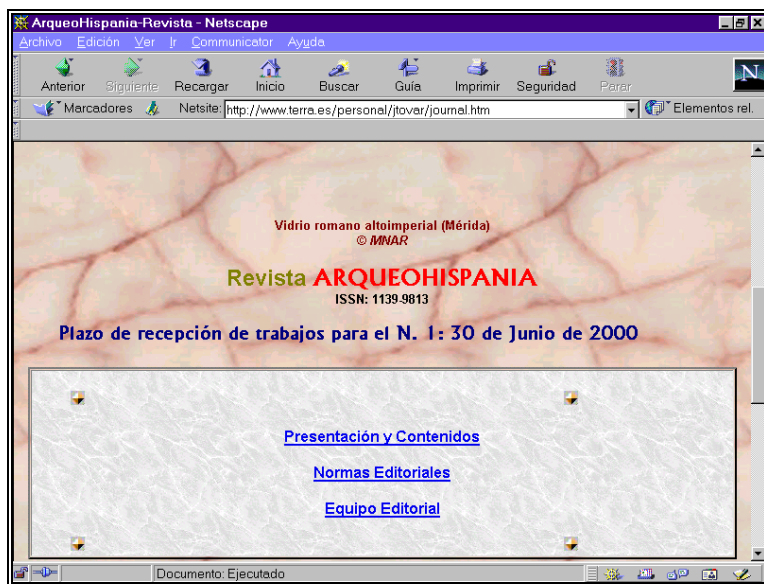 ArqueoHispania-Revista - Netscape
Archivo Edición Ver Ir Communicator Ayuda
Anterior Siguiente Recargar Inicio Buscar Guía Imprimir Seguridad Parar
N
Marcadores Netsite: http://www.terra.es/personal/jtovar/journal.htm Elementos rel.
Vidrio romano altoimperial (Mérida)
© MNAR
Revista ARQUEOHISPANIA
ISSN: 1139-9813
Plazo de recepción de trabajos para el N. 1: 30 de Junio de 2000
Presentación y Contenidos
Normas Editoriales
Equipo Editorial
Documento: Ejecutado